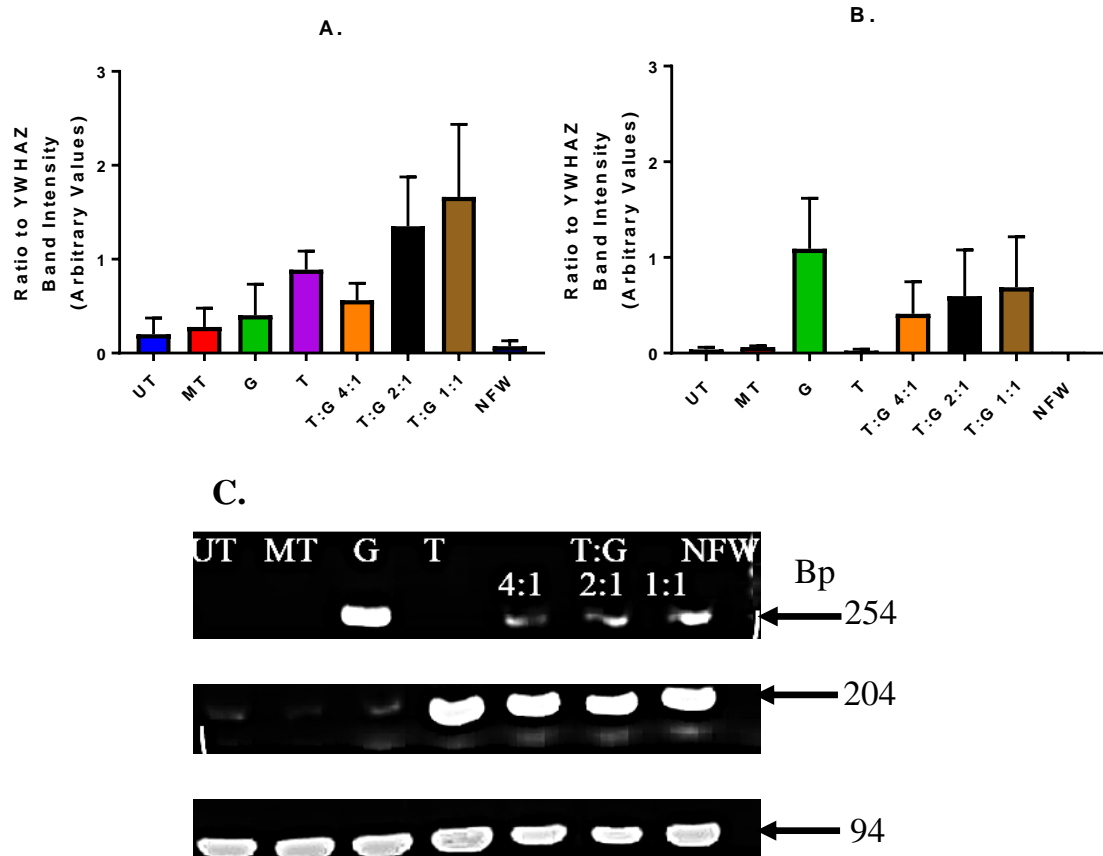 A.
Ratio to YWHAZ
Band Intensity
(Arbitrary Values)
3
2
1
0
UT
MT
G
T
T:G 4:1
T:G 2:1
T:G 1:1
NFW
B.
Ratio to YWHAZ
Band Intensity
(Arbitrary Values)
3
2
1
0
UT
MT
G
T
T:G 4:1
T:G 2:1
T:G 1:1
NFW
C.
UT MT G T T:G NFW
4:1 2:1 1:1
Bp
254
204
94